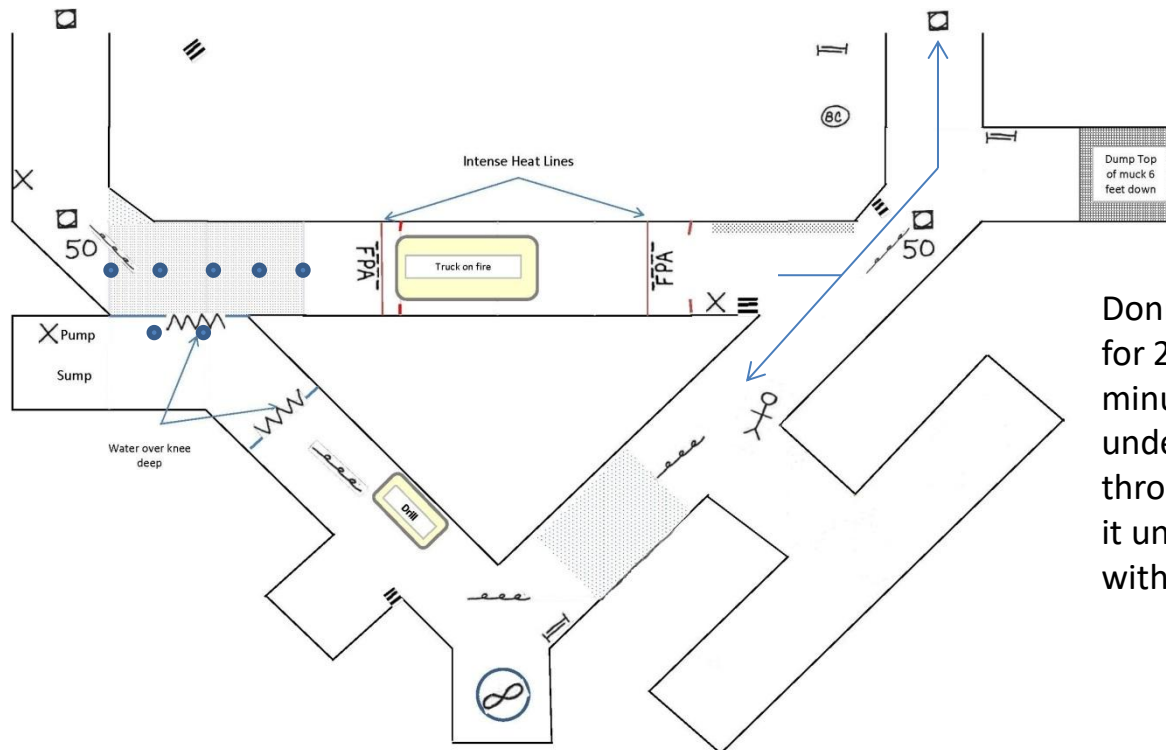 BC
Intense Heat Lines
Dump Top
of muck 6
feet down
50
50
FPA
Truck on fire
FPA
Pump
Sump
Water over knee
deep
Drill
Don
for 2
minu
unde
thro
it un
with